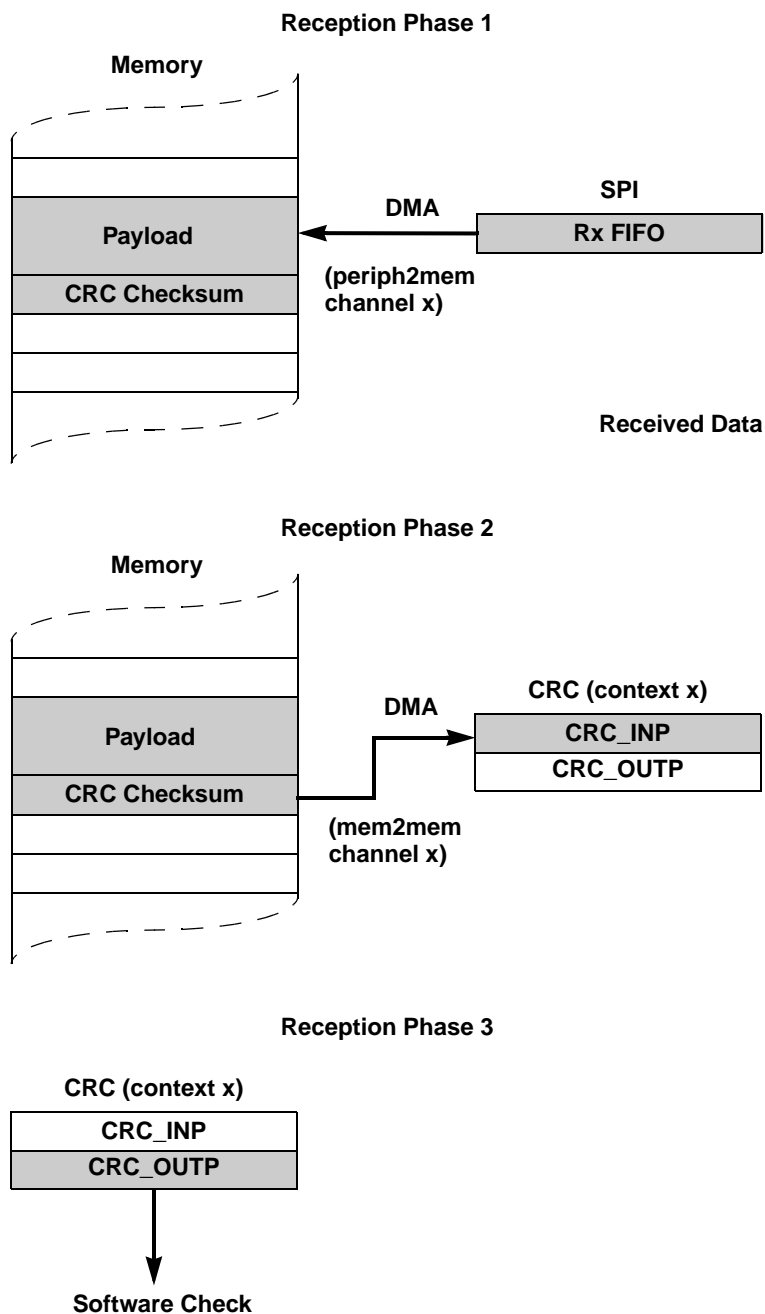 Reception Phase 1
Memory
SPI
DMA
Rx FIFO
Payload
(periph2mem
channel x)
CRC Checksum
Received Data
Reception Phase 2
Memory
CRC (context x)
DMA
CRC_INP
Payload
CRC_OUTP
CRC Checksum
(mem2mem
channel x)
Reception Phase 3
CRC (context x)
CRC_INP
CRC_OUTP
Software Check